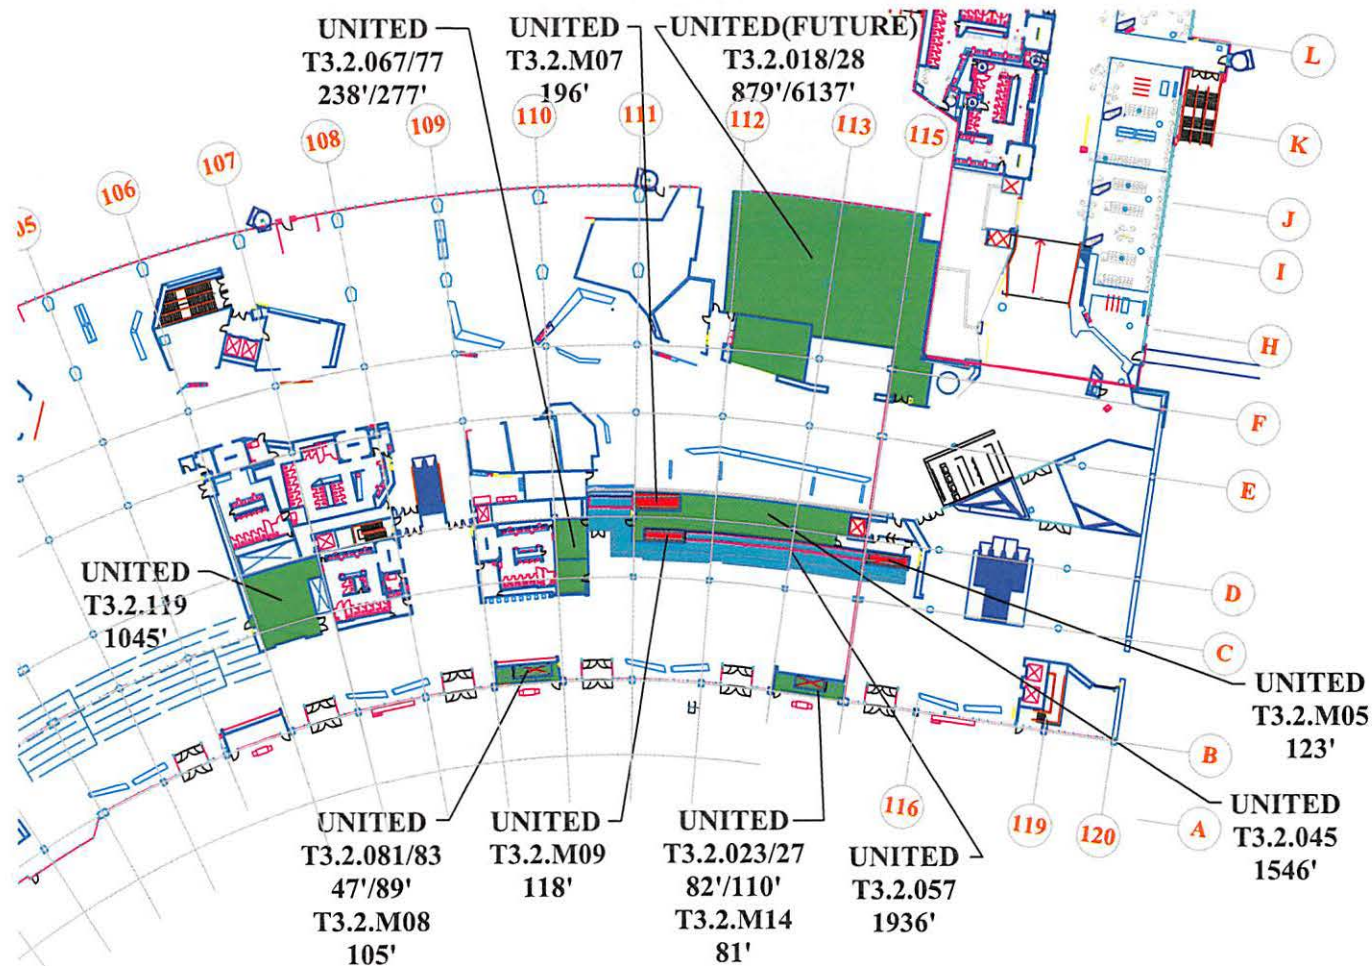 UNITED
T3.2.067/77
238'/277'
UNITED
T3.2.M07
196'
UNITED(FUTURE)
T3.2.018/28
879'/6137'
L
K
J
I
H
F
E
D
C
B
A
106
107
108
109
110
111
112
113
115
116
119
120
UNITED
T3.2.119
1045'
UNITED
T3.2.M05
123'
UNITED
T3.2.045
1546'
UNITED
T3.2.081/83
47'/89'
T3.2.M08
105'
UNITED
T3.2.M09
118'
UNITED
T3.2.023/27
82'/110'
T3.2.M14
81'
UNITED
T3.2.057
1936'